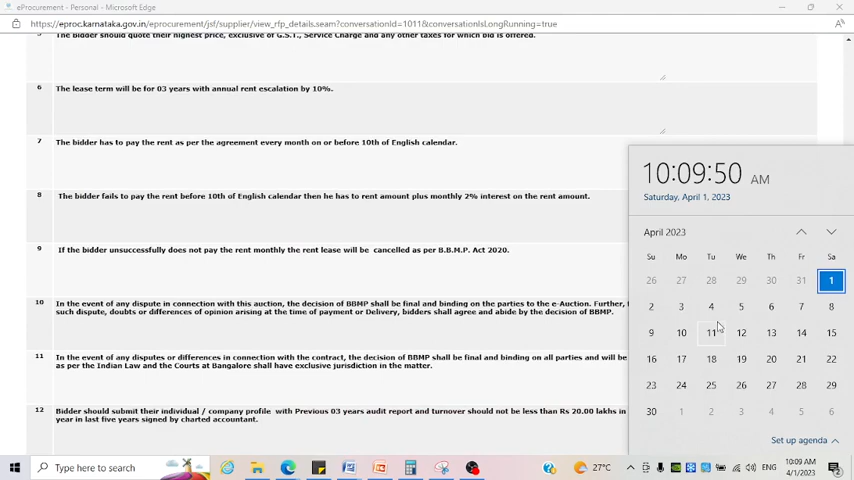 eProcurement - Personal - Microsoft Edge
https://eproc.karnataka.gov.in/eprocurement/jsf/supplier/view_rfp_details.seam?conversationId=1011&conversationIsLongRunning=true
The bidder should quote their highest price, exclusive of G.S.T., Service Charge and any other taxes for which bid is offered.
6 The lease term will be for 03 years with annual rent escalation by 10%.
7 The bidder has to pay the rent as per the agreement every month on or before 10th of English calendar.
8 The bidder fails to pay the rent before 10th of English calendar then he has to rent amount plus monthly 2% interest on the rent amount.
9 If the bidder unsuccessfully does not pay the rent monthly the rent lease will be cancelled as per B.B.M.P. Act 2020.
10 In the event of any dispute in connection with this auction, the decision of BBMP shall be final and binding on the parties to the e-Auction. Further,
such dispute, doubts or differences of opinion arising at the time of payment or Delivery, bidders shall agree and abide by the decision of BBMP.
11 In the event of any disputes or differences in connection with the contract, the decision of BBMP shall be final and binding on all parties and will be
as per the Indian Law and the Courts at Bangalore shall have exclusive jurisdiction in the matter.
12 Bidder should submit their individual / company profile with Previous 03 years audit report and turnover should not be less than Rs 20.00 lakhs in
year in last five years signed by charted accountant.
10:09:50 AM
Saturday, April 1, 2023
April 2023
Su Mo Tu We Th Fr Sa
26 27 28 29 30 31 1
2 3 4 5 6 7 8
9 10 11 12 13 14 15
16 17 18 19 20 21 22
23 24 25 26 27 28 29
30 1 2 3 4 5 6
Set up agenda
Type here to search
27°C
ENG
10:09 AM
4/1/2023